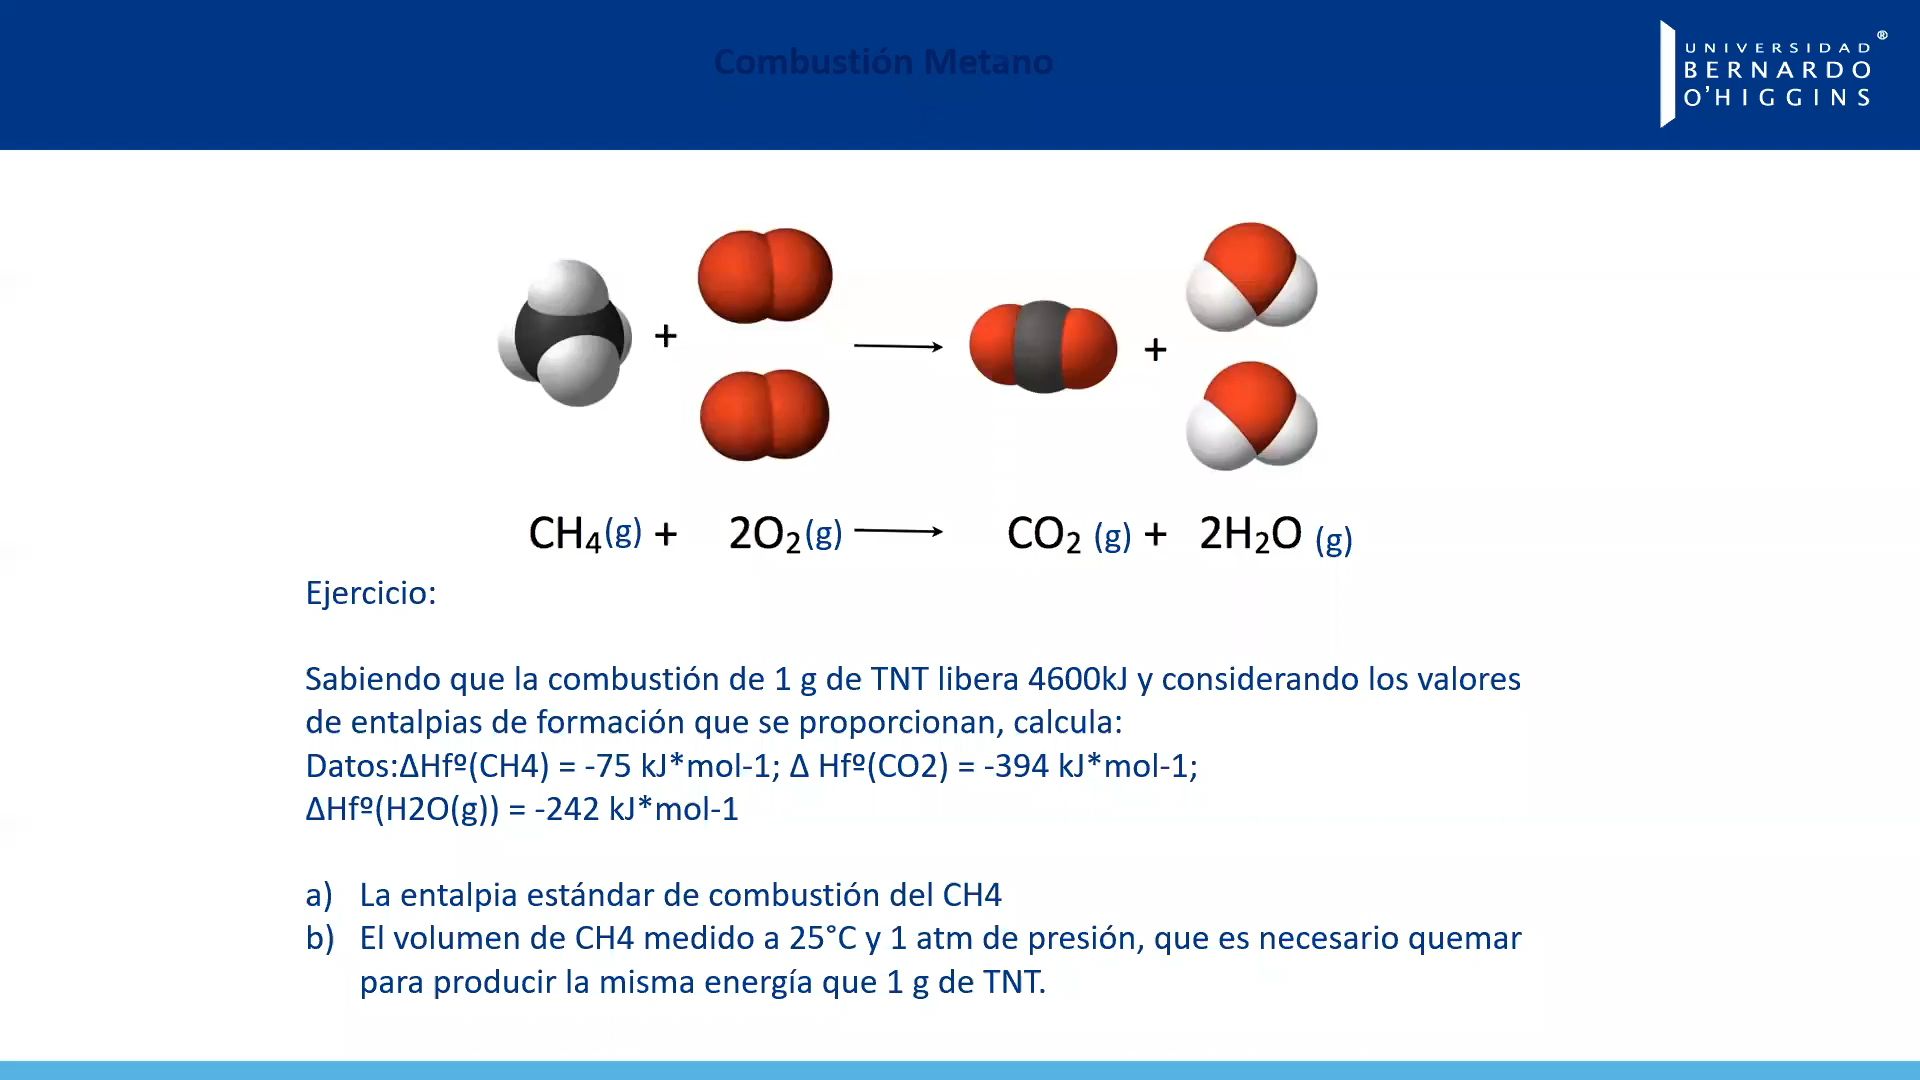 Combustión Metano
UNIVERSIDAD ®
BERNARDO
O'HIGGINS
+
+
CH₄(g) + 2O₂(g) ⟶ CO₂ (g) + 2H₂O (g)
Ejercicio:
Sabiendo que la combustión de 1 g de TNT libera 4600kJ y considerando los valores
de entalpias de formación que se proporcionan, calcula:
Datos:ΔHfº(CH4) = -75 kJ*mol-1; Δ Hfº(CO2) = -394 kJ*mol-1;
ΔHfº(H2O(g)) = -242 kJ*mol-1
a) La entalpia estándar de combustión del CH4
b) El volumen de CH4 medido a 25°C y 1 atm de presión, que es necesario quemar
para producir la misma energía que 1 g de TNT.